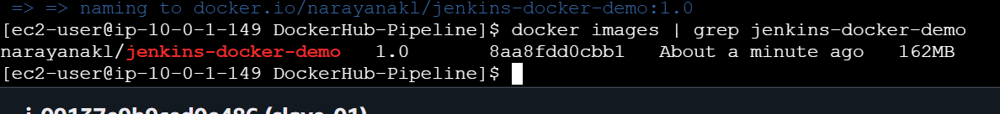 => => naming to docker.io/narayanakl/jenkins-docker-demo:1.0
[ec2-user@ip-10-0-1-149 DockerHub-Pipeline]$ docker images | grep jenkins-docker-demo
narayanakl/jenkins-docker-demo   1.0       8aa8fdd0cbb1   About a minute ago   162MB
[ec2-user@ip-10-0-1-149 DockerHub-Pipeline]$